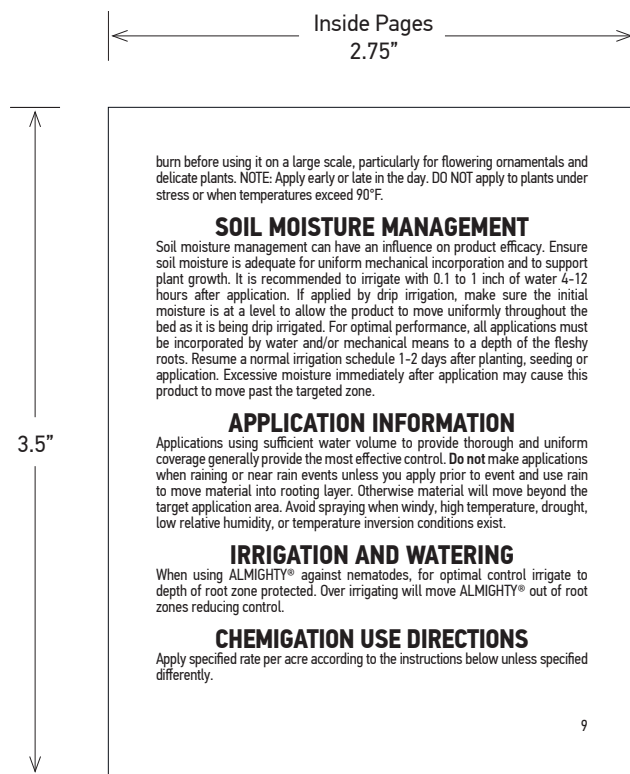 Inside Pages
2.75”
3.5”
burn before using it on a large scale, particularly for flowering ornamentals and
delicate plants. NOTE: Apply early or late in the day. DO NOT apply to plants under
stress or when temperatures exceed 90°F.
SOIL MOISTURE MANAGEMENT
Soil moisture management can have an influence on product efficacy. Ensure
soil moisture is adequate for uniform mechanical incorporation and to support
plant growth. It is recommended to irrigate with 0.1 to 1 inch of water 4-12
hours after application. If applied by drip irrigation, make sure the initial
moisture is at a level to allow the product to move uniformly throughout the
bed as it is being drip irrigated. For optimal performance, all applications must
be incorporated by water and/or mechanical means to a depth of the fleshy
roots. Resume a normal irrigation schedule 1-2 days after planting, seeding or
application. Excessive moisture immediately after application may cause this
product to move past the targeted zone.
APPLICATION INFORMATION
Applications using sufficient water volume to provide thorough and uniform
coverage generally provide the most effective control. Do not make applications
when raining or near rain events unless you apply prior to event and use rain
to move material into rooting layer. Otherwise material will move beyond the
target application area. Avoid spraying when windy, high temperature, drought,
low relative humidity, or temperature inversion conditions exist.
IRRIGATION AND WATERING
When using ALMIGHTY® against nematodes, for optimal control irrigate to
depth of root zone protected. Over irrigating will move ALMIGHTY® out of root
zones reducing control.
CHEMIGATION USE DIRECTIONS
Apply specified rate per acre according to the instructions below unless specified
differently.
9